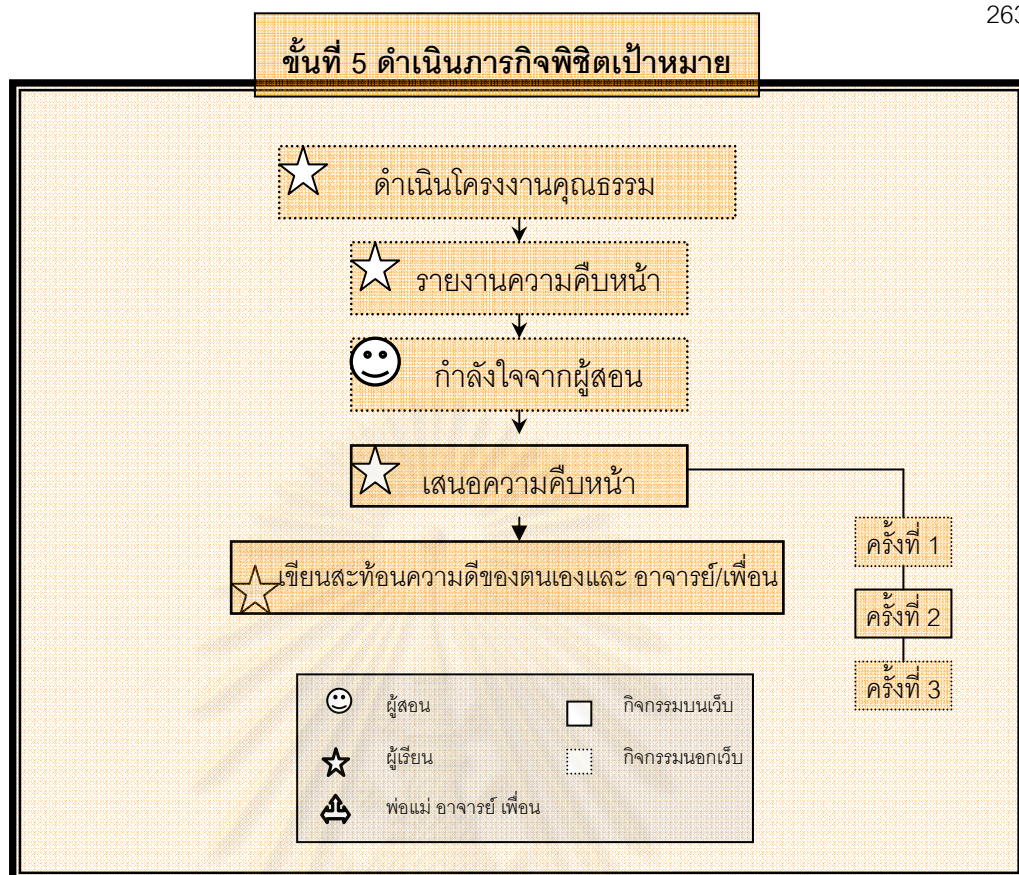 263
ขั้นที่ 5 ดำเนินภารกิจพิชิตเป้าหมาย
ดำเนินโครงงานคุณธรรม
รายงานความคืบหน้า
กำลังใจจากผู้สอน
เสนอความคืบหน้า
เขียนสะท้อนความดีของตนเองและ อาจารย์/เพื่อน
ครั้งที่ 1
ครั้งที่ 2
ครั้งที่ 3
ผู้สอน
กิจกรรมบนเว็บ
ผู้เรียน
กิจกรรมนอกเว็บ
พ่อแม่ อาจารย์ เพื่อน